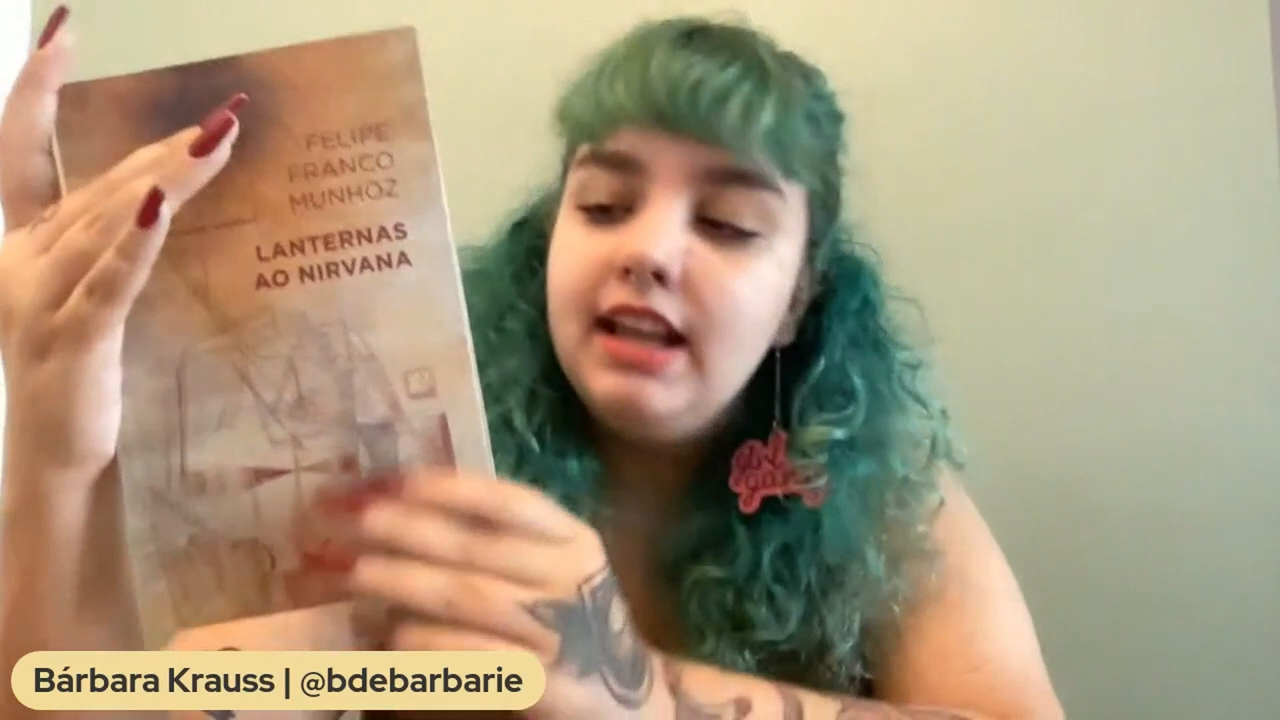 FELIPE
FRANCO
MUNHOZ
LANTERNAS
AO NIRVANA
Bárbara Krauss | @bdebarbarie